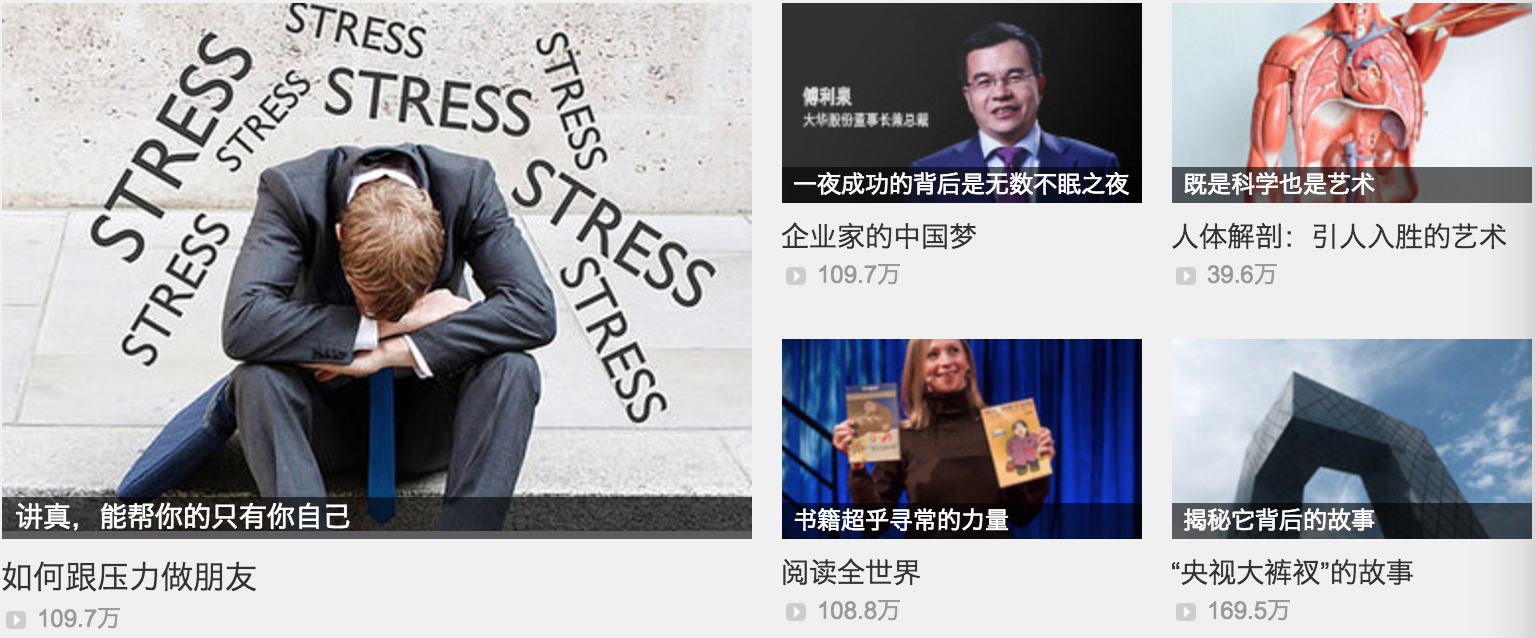 STRESS
STRESS
STRESS
STRESS
STRESS
STRESS
STRESS
STRESS
讲真，能帮你的只有你自己
如何跟压力做朋友
109.7万
傅利泉
大华股份董事长兼总裁
一夜成功的背后是无数不眠之夜
企业家的中国梦
109.7万
既是科学也是艺术
人体解剖：引人入胜的艺术
39.6万
书籍超乎寻常的力量
阅读全世界
108.8万
揭秘它背后的故事
“央视大裤衩”的故事
169.5万